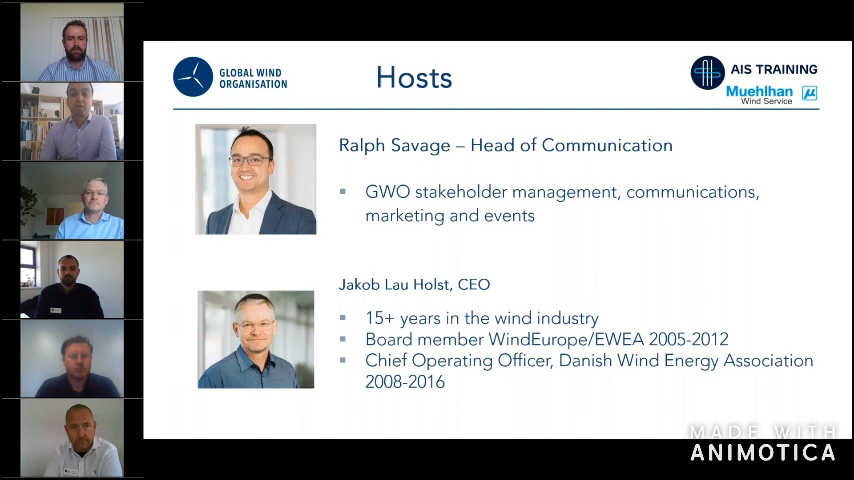 GLOBAL WIND
ORGANISATION
Hosts
AIS TRAINING
Muehlhan
Wind Service
μ
Ralph Savage – Head of Communication
▪ GWO stakeholder management, communications,
marketing and events
Jakob Lau Holst, CEO
▪ 15+ years in the wind industry
▪ Board member WindEurope/EWEA 2005-2012
▪ Chief Operating Officer, Danish Wind Energy Association
2008-2016
MADE WITH
ANIMOTICA